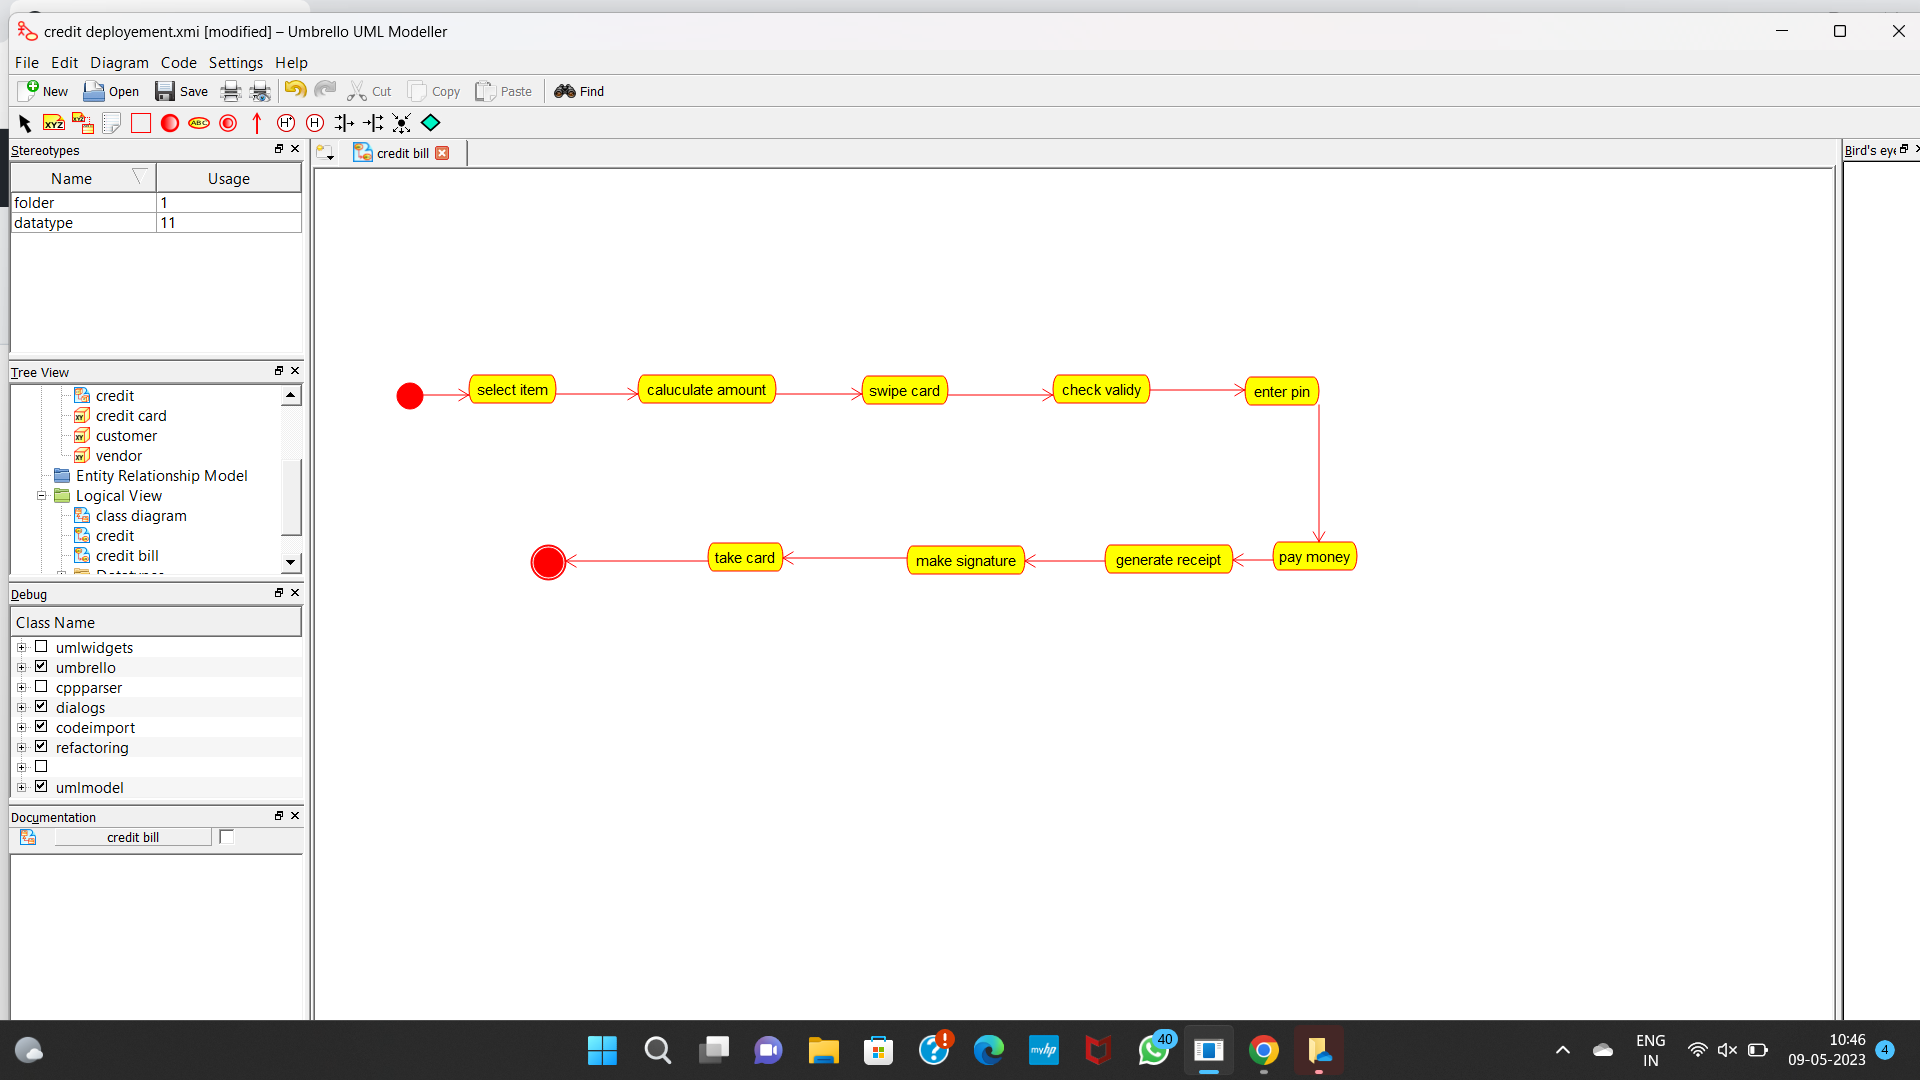 credit deployement.xmi [modified] – Umbrello UML Modeller
File Edit Diagram Code Settings Help
New Open Save Cut Copy Paste Find
XYZ XYZ ABC H* H
Stereotypes
Name Usage
folder 1
datatype 11
Tree View
credit
credit card
customer
vendor
Entity Relationship Model
Logical View
class diagram
credit
credit bill
Debug
Class Name
umlwidgets
umbrello
cppparser
dialogs
codeimport
refactoring
umlmodel
Documentation
credit bill
credit bill
Bird's eye
select item caluculate amount swipe card check validy enter pin
take card make signature generate receipt pay money
myhp
40
ENG
IN
10:46
09-05-2023
4